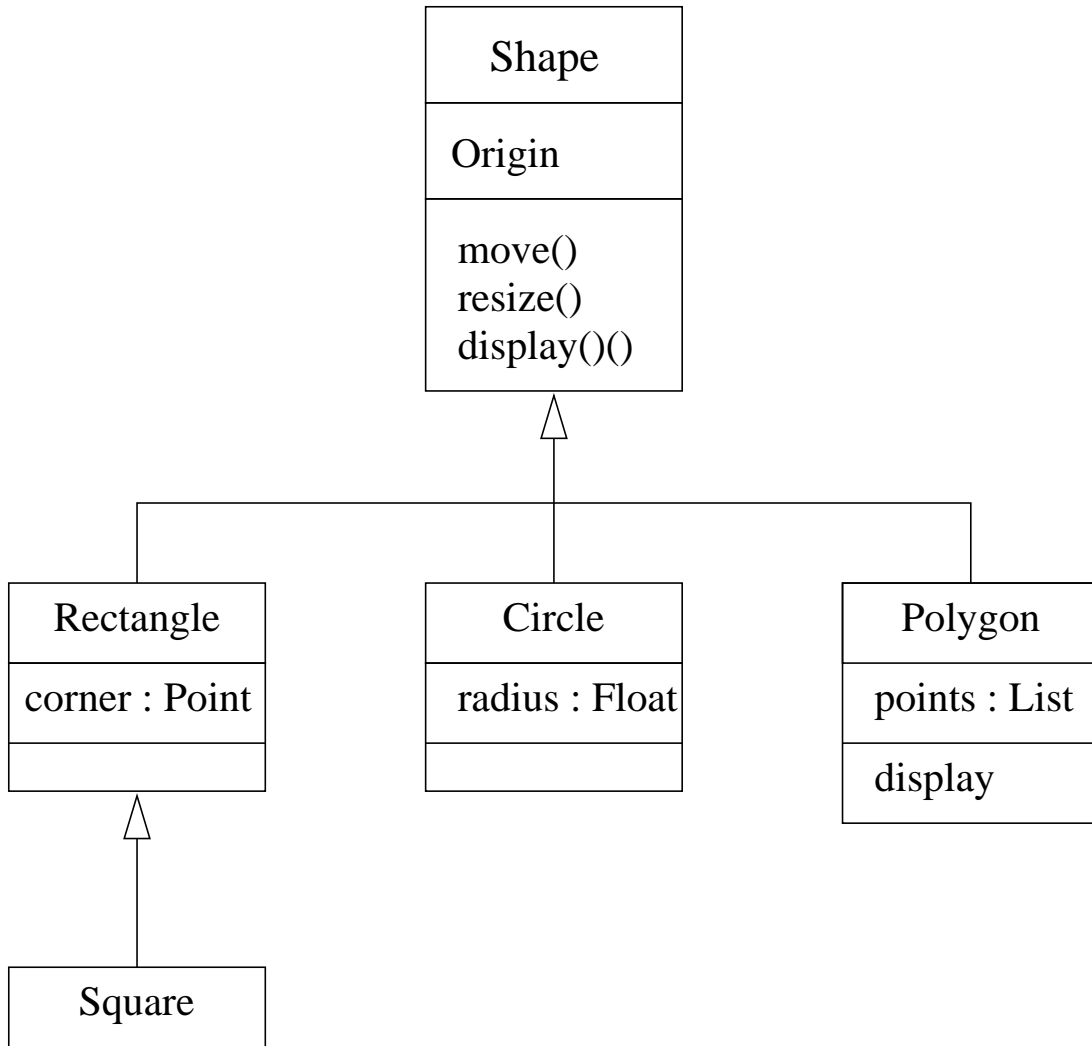 Shape
Origin
move()
resize()
display()()
Rectangle
corner : Point
Circle
radius : Float
Polygon
points : List
display
Square